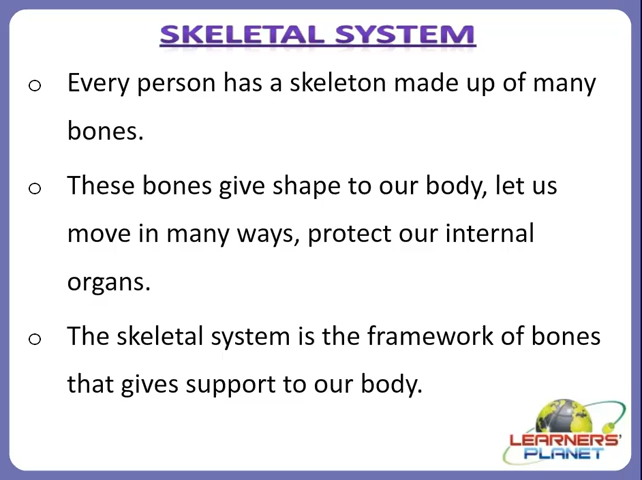 SKELETAL SYSTEM
o Every person has a skeleton made up of many
bones.
o These bones give shape to our body, let us
move in many ways, protect our internal
organs.
o The skeletal system is the framework of bones
that gives support to our body.
LEARNERS'
PLANET